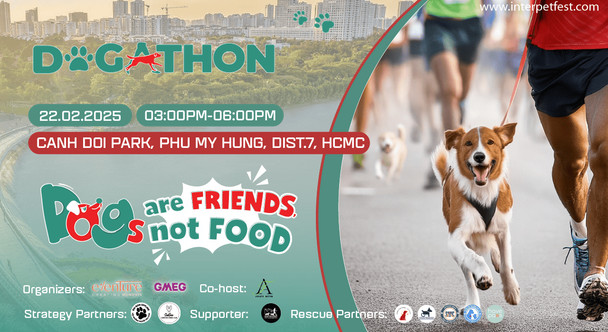 www.interpetfest.com
DOGATHON
22.02.2025 03:00PM-06:00PM
CANH DOI PARK, PHU MY HUNG, DIST.7, HCMC
Dogs are FRIENDS,
not FOOD
Organizers: GMEG Co-host:
Strategy Partners: Supporter: Rescue Partners: